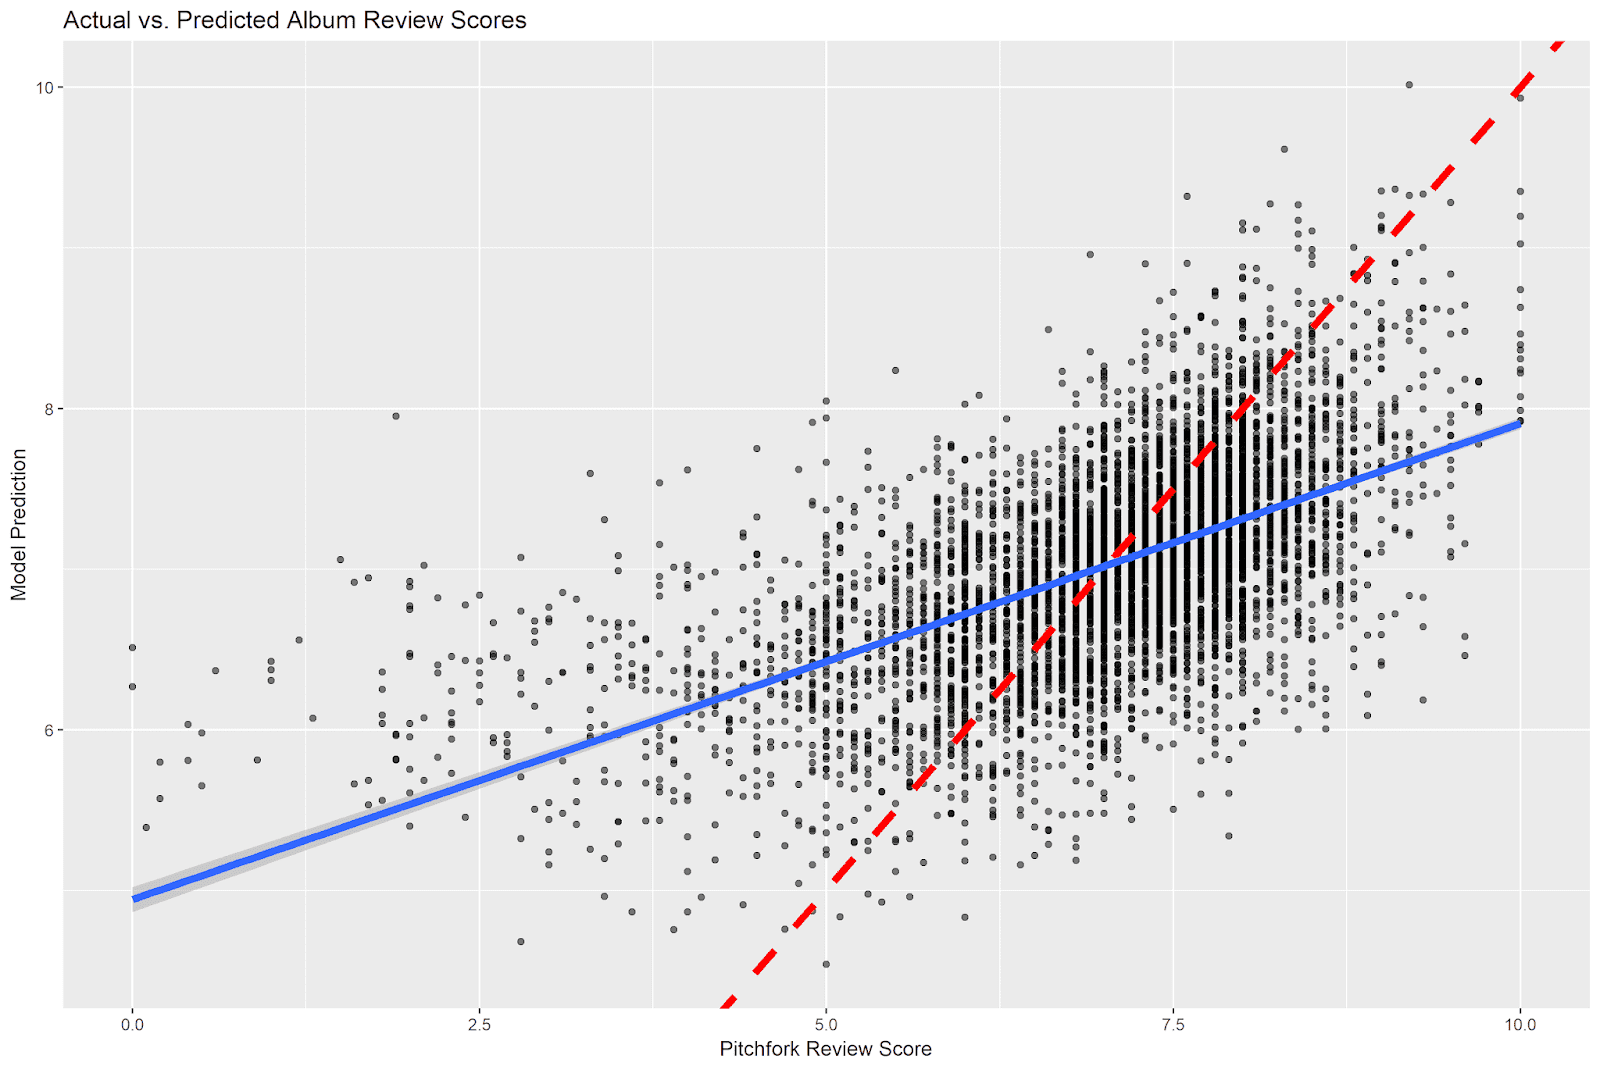 Actual vs. Predicted Album Review Scores
10
8
6
Model Prediction
0.0 2.5 5.0 7.5 10.0
Pitchfork Review Score